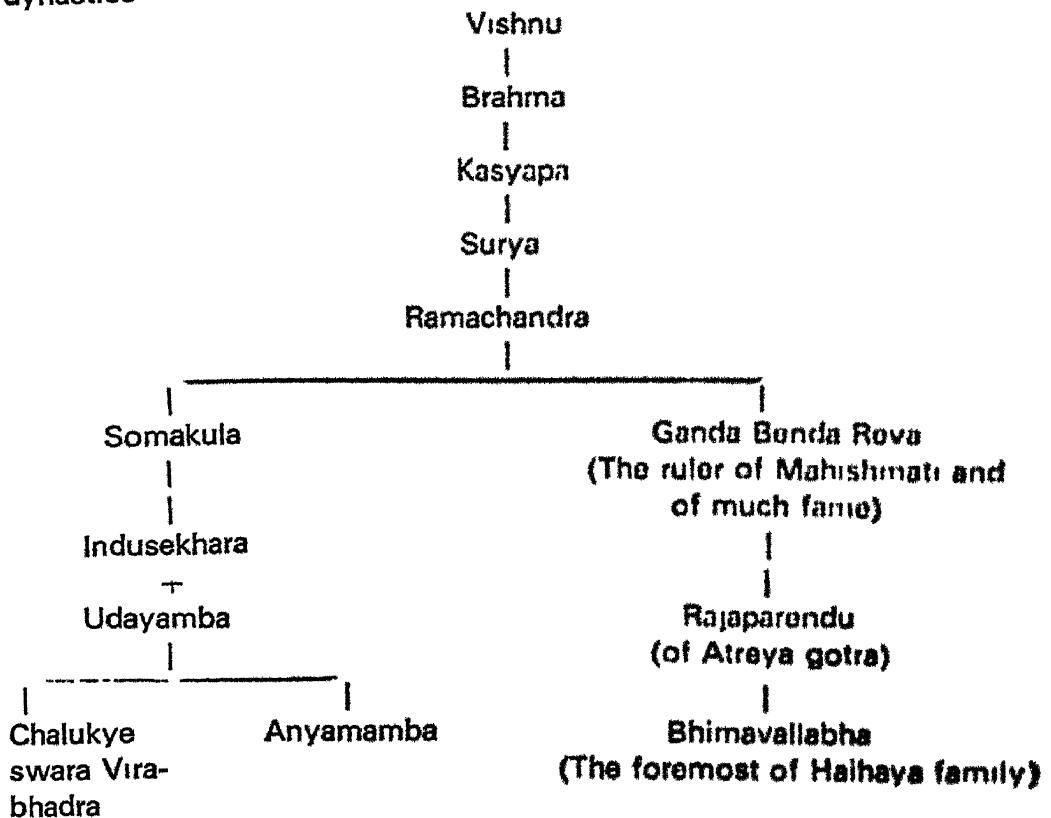 Vishnu
Brahma
Kasyapa
Surya
Ramachandra
Somakula
Ganda Benda Rova
(The ruler of Mahishmati and
of much fame)
Indusekhara
+
Udayamba
Rajaparendu
(of Atreya gotra)
Chalukye
swara Vira-
bhadra
Anyamamba
Bhimavallabha
(The foremost of Haihaya family)